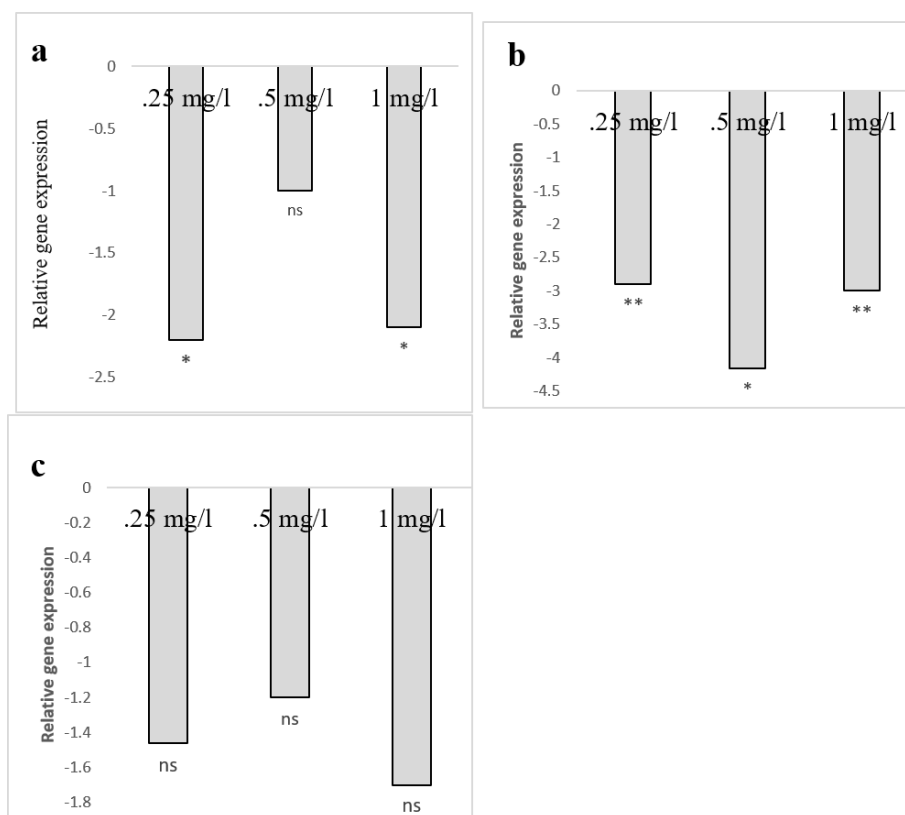 a
0
.25 mg/l .5 mg/l 1 mg/l
-0.5
-1
ns
-1.5
-2
*
*
-2.5
Relative gene expression
b
0
.25 mg/l .5 mg/l 1 mg/l
-0.5
-1
-1.5
-2
-2.5
-3
**
**
-3.5
-4
*
-4.5
Relative gene expression
c
0
.25 mg/l .5 mg/l 1 mg/l
-0.2
-0.4
-0.6
-0.8
-1
-1.2
ns
-1.4
-1.6
ns
-1.8
ns
Relative gene expression